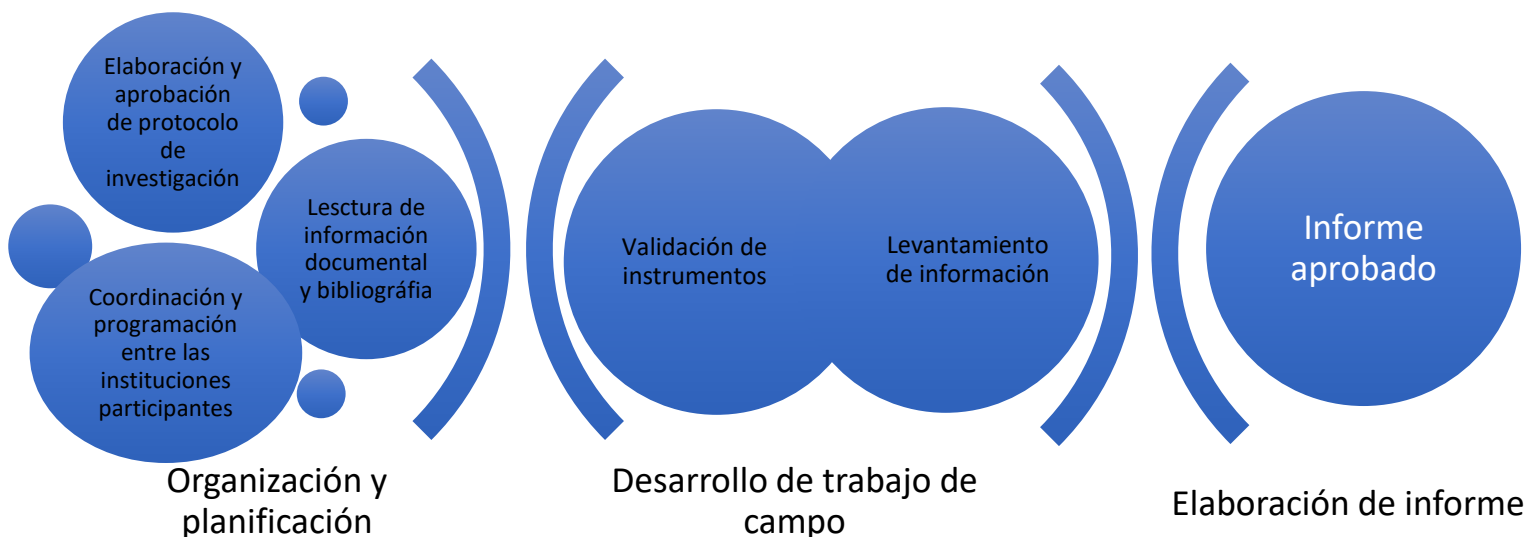 Elaboración y
aprobación
de protocolo
de
investigación
Lesctura de
información
documental
y bibliográfia
Coordinación y
programación
entre las
instituciones
participantes
Organización y
planificación
Validación de
instrumentos
Levantamiento
de información
Desarrollo de trabajo de
campo
Informe
aprobado
Elaboración de informe